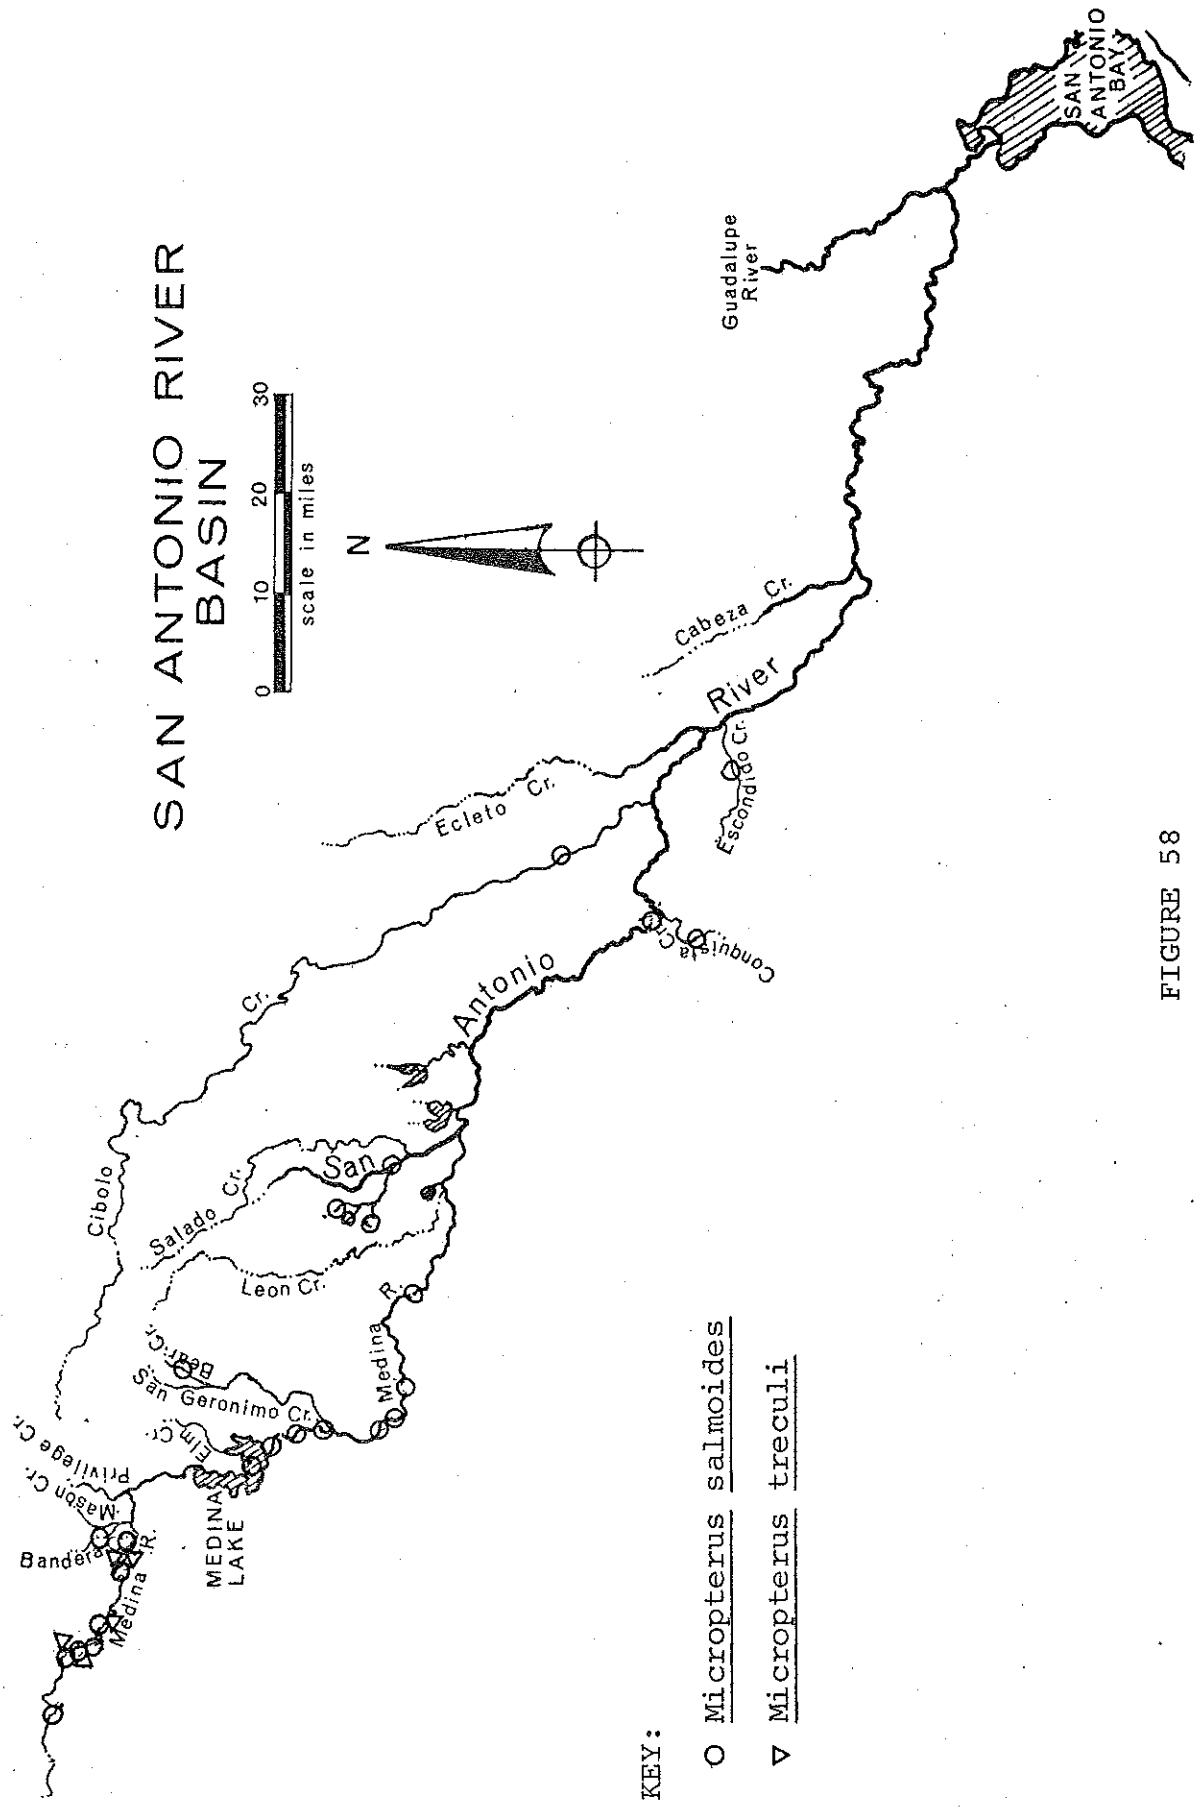 SAN ANTONIO RIVER
BASIN
0 10 20 30
scale in miles
N
Privilege Cr.
Mason Cr.
Bandera
Medina R.
MEDINA
LAKE
Elm Cr.
San Geronimo Cr.
Bear Cr.
Medina R.
Leon Cr.
Salado Cr.
Cibolo Cr.
San Antonio River
Ecleto Cr.
Conquista Cr.
Escondido Cr.
Cabeza Cr.
Guadalupe
River
SAN
ANTONIO
BAY
KEY:
Micropterus salmoides
Micropterus treculi
FIGURE 58